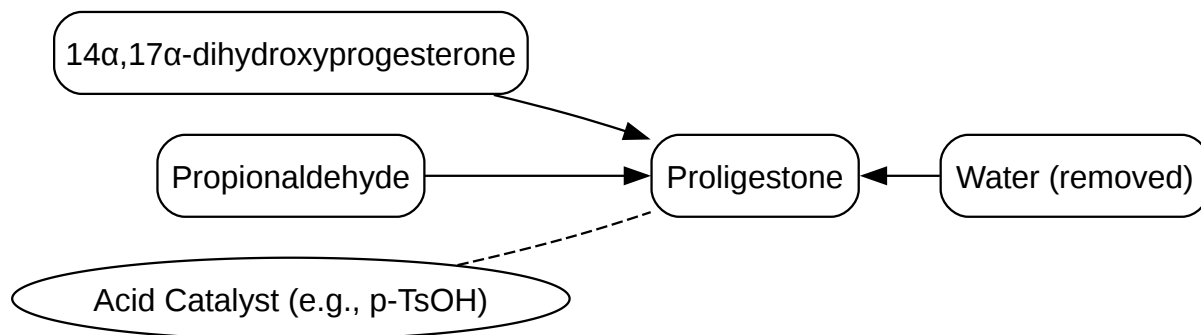 14α,17α-dihydroxyprogesterone
Propionaldehyde
Proligestone
Water (removed)
Acid Catalyst (e.g., p-TsOH)